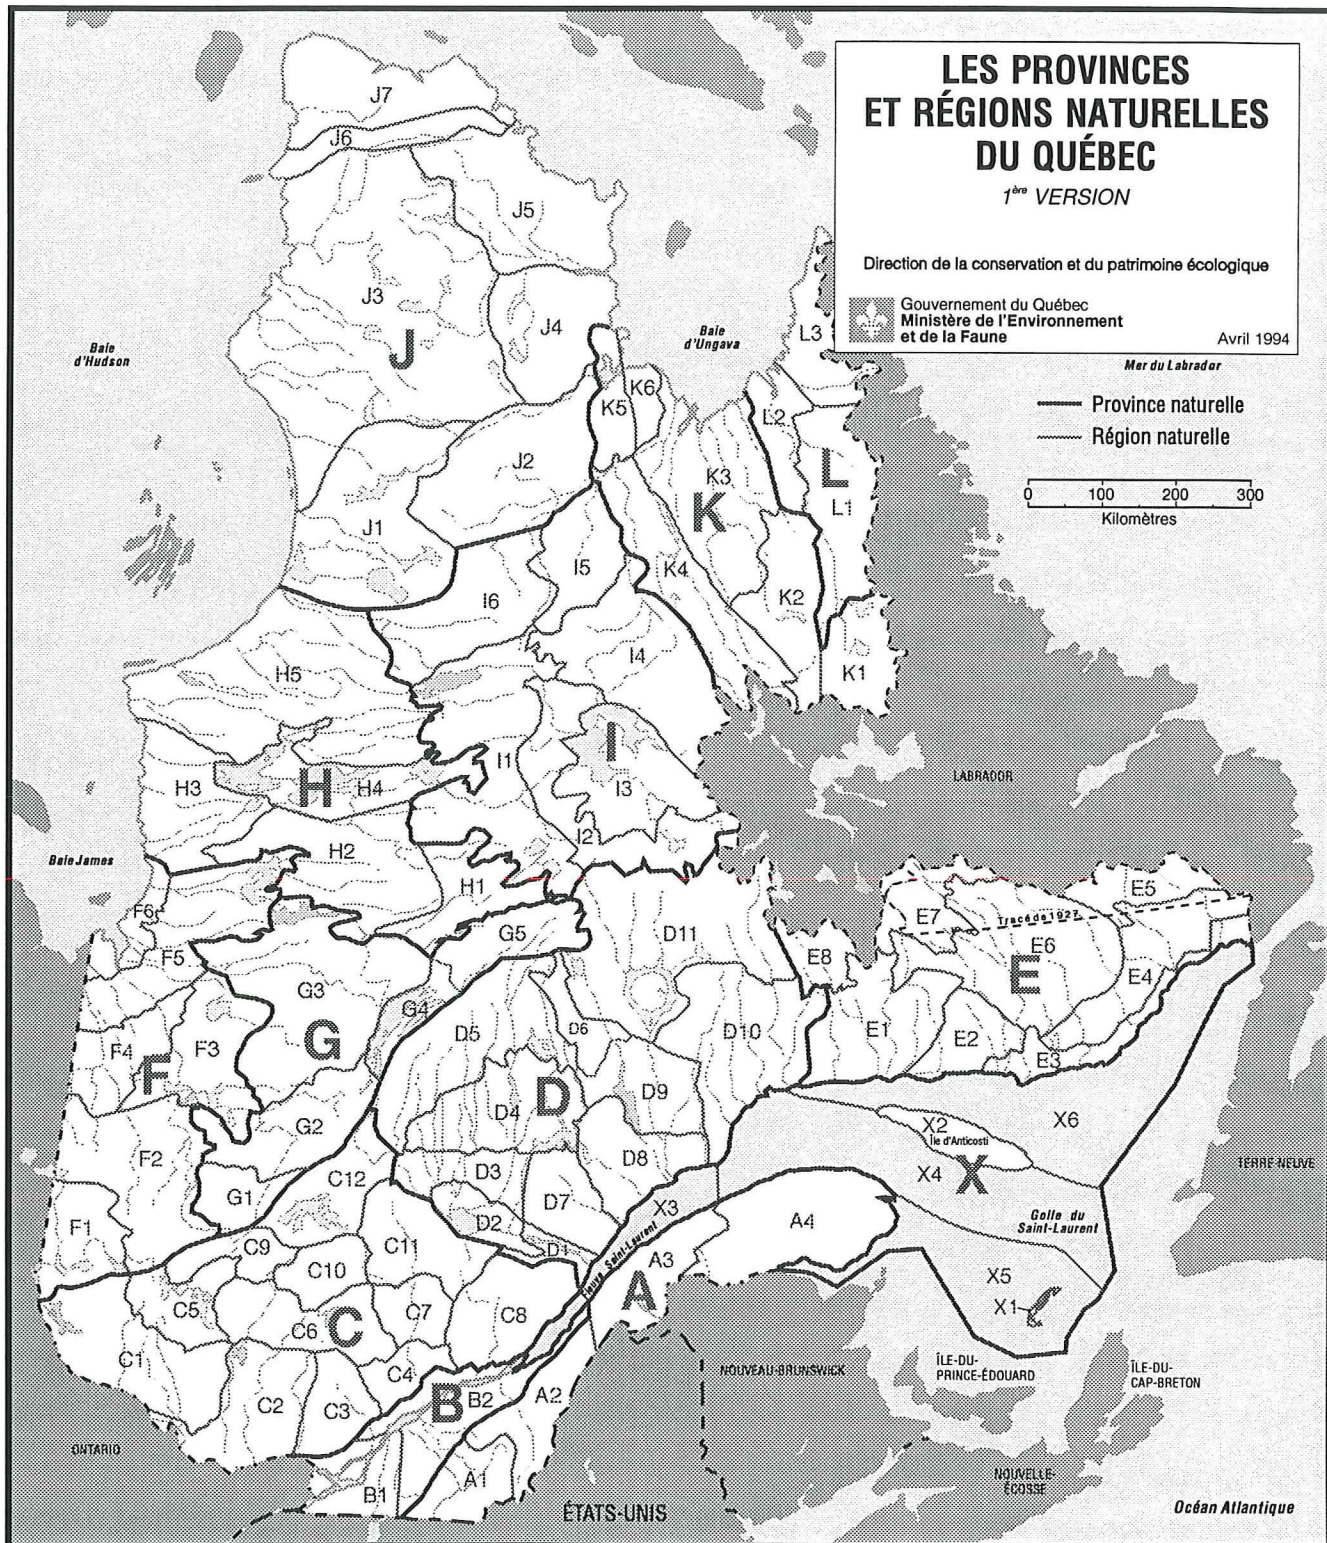 LES PROVINCES
ET RÉGIONS NATURELLES
DU QUÉBEC
1ère VERSION
Direction de la conservation et du patrimoine écologique
Gouvernement du Québec
Ministère de l'Environnement
et de la Faune
Avril 1994
Province naturelle
Région naturelle
0 100 200 300
Kilomètres
Mer du Labrador
Baie
d'Hudson
Baie
d'Ungava
J7
J6
J5
J3
J4
J
L3
K6
K5
L2
J2
K3
L
K
L1
J1
I5
K4
K2
I6
I4
K1
H5
I
I1
H3
H
H4
I3
LABRADOR
I2
Baie James
H2
H1
E5
F6
E7
Tracé de 1927
G5
D11
E6
E8
E
F5
G3
E4
G4
D5
D6
D10
E1
E2
F4
F3
G
E3
F
D4
D
D9
X6
G2
X2
Île d'Anticosti
F2
D3
D8
X4
X
C12
TERRE-NEUVE
G1
D7
X3
A4
Golfe du
Saint-Laurent
F1
D2
Fleuve Saint-Laurent
C9
C11
D1
A3
C10
X5
A
C5
C7
X1
C6
C
C8
C1
C4
NOUVEAU-BRUNSWICK
ÎLE-DU-
PRINCE-ÉDOUARD
ÎLE-DU-
CAP-BRETON
C2
C3
B
B2
A2
ONTARIO
A1
B1
NOUVELLE-
ÉCOSSE
ÉTATS-UNIS
Océan Atlantique